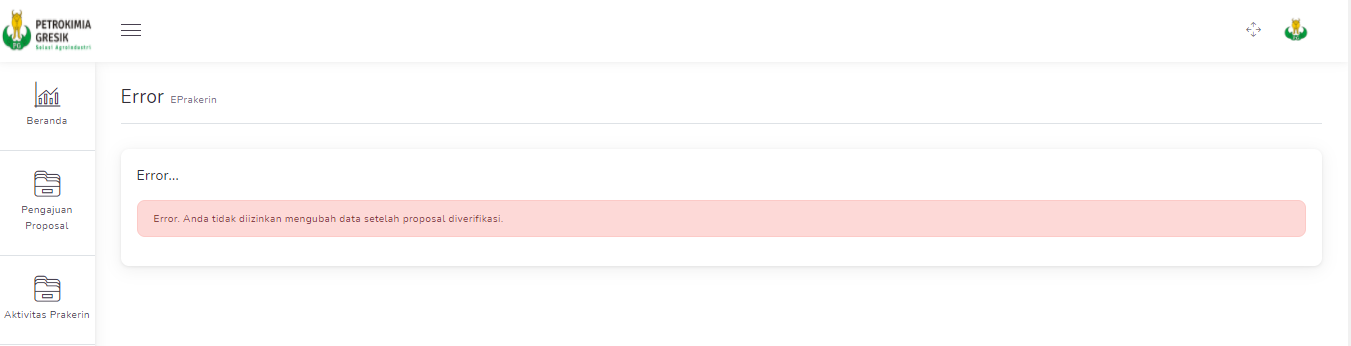 PETROKIMIA
GRESIK
Solusi Agroindustri
Error EPrakerin
Beranda
Error...
Error. Anda tidak diizinkan mengubah data setelah proposal diverifikasi.
Pengajuan
Proposal
Aktivitas Prakerin